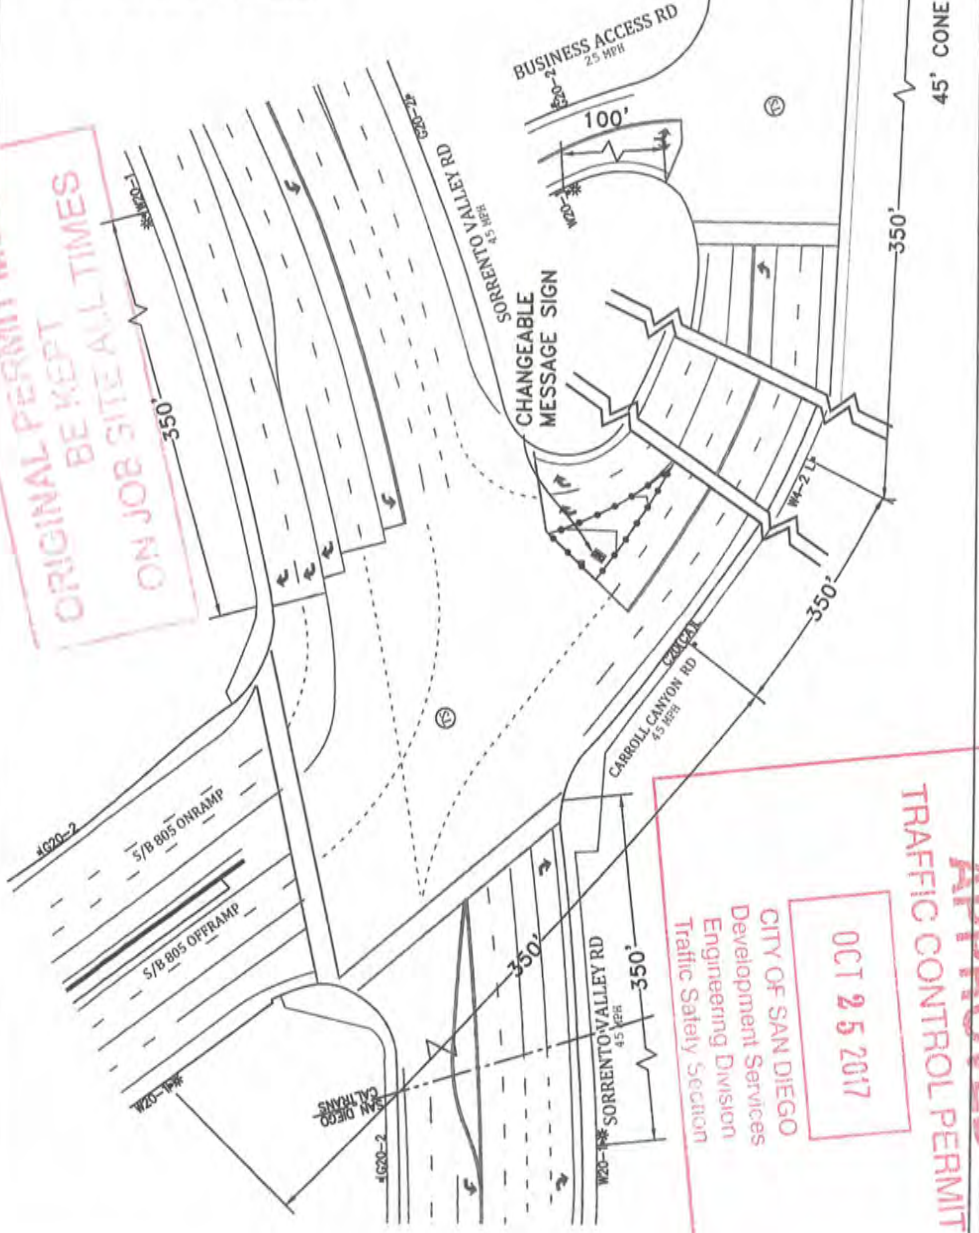 ORIGINAL PERMIT
BE KEPT
ON JOB SITE ALL TIMES
BUSINESS ACCESS RD
25 MPH
G20-2
100'
W20-1
45' CONE
350'
W20-1
350'
G20-2
SORRENTO VALLEY RD
45 MPH
CHANGEABLE
MESSAGE SIGN
W4-2 L
350'
C20(CA)
CARROLL CANYON RD
45 MPH
G20-2
S/B 805 ONRAMP
S/B 805 OFFRAMP
W20-1
SAN DIEGO
CALTRANS
G20-2
350'
SORRENTO VALLEY RD
45 MPH
350'
W20-1
APPROVED
TRAFFIC CONTROL PERMIT
OCT 25 2017
CITY OF SAN DIEGO
Development Services
Engineering Division
Traffic Safety Section